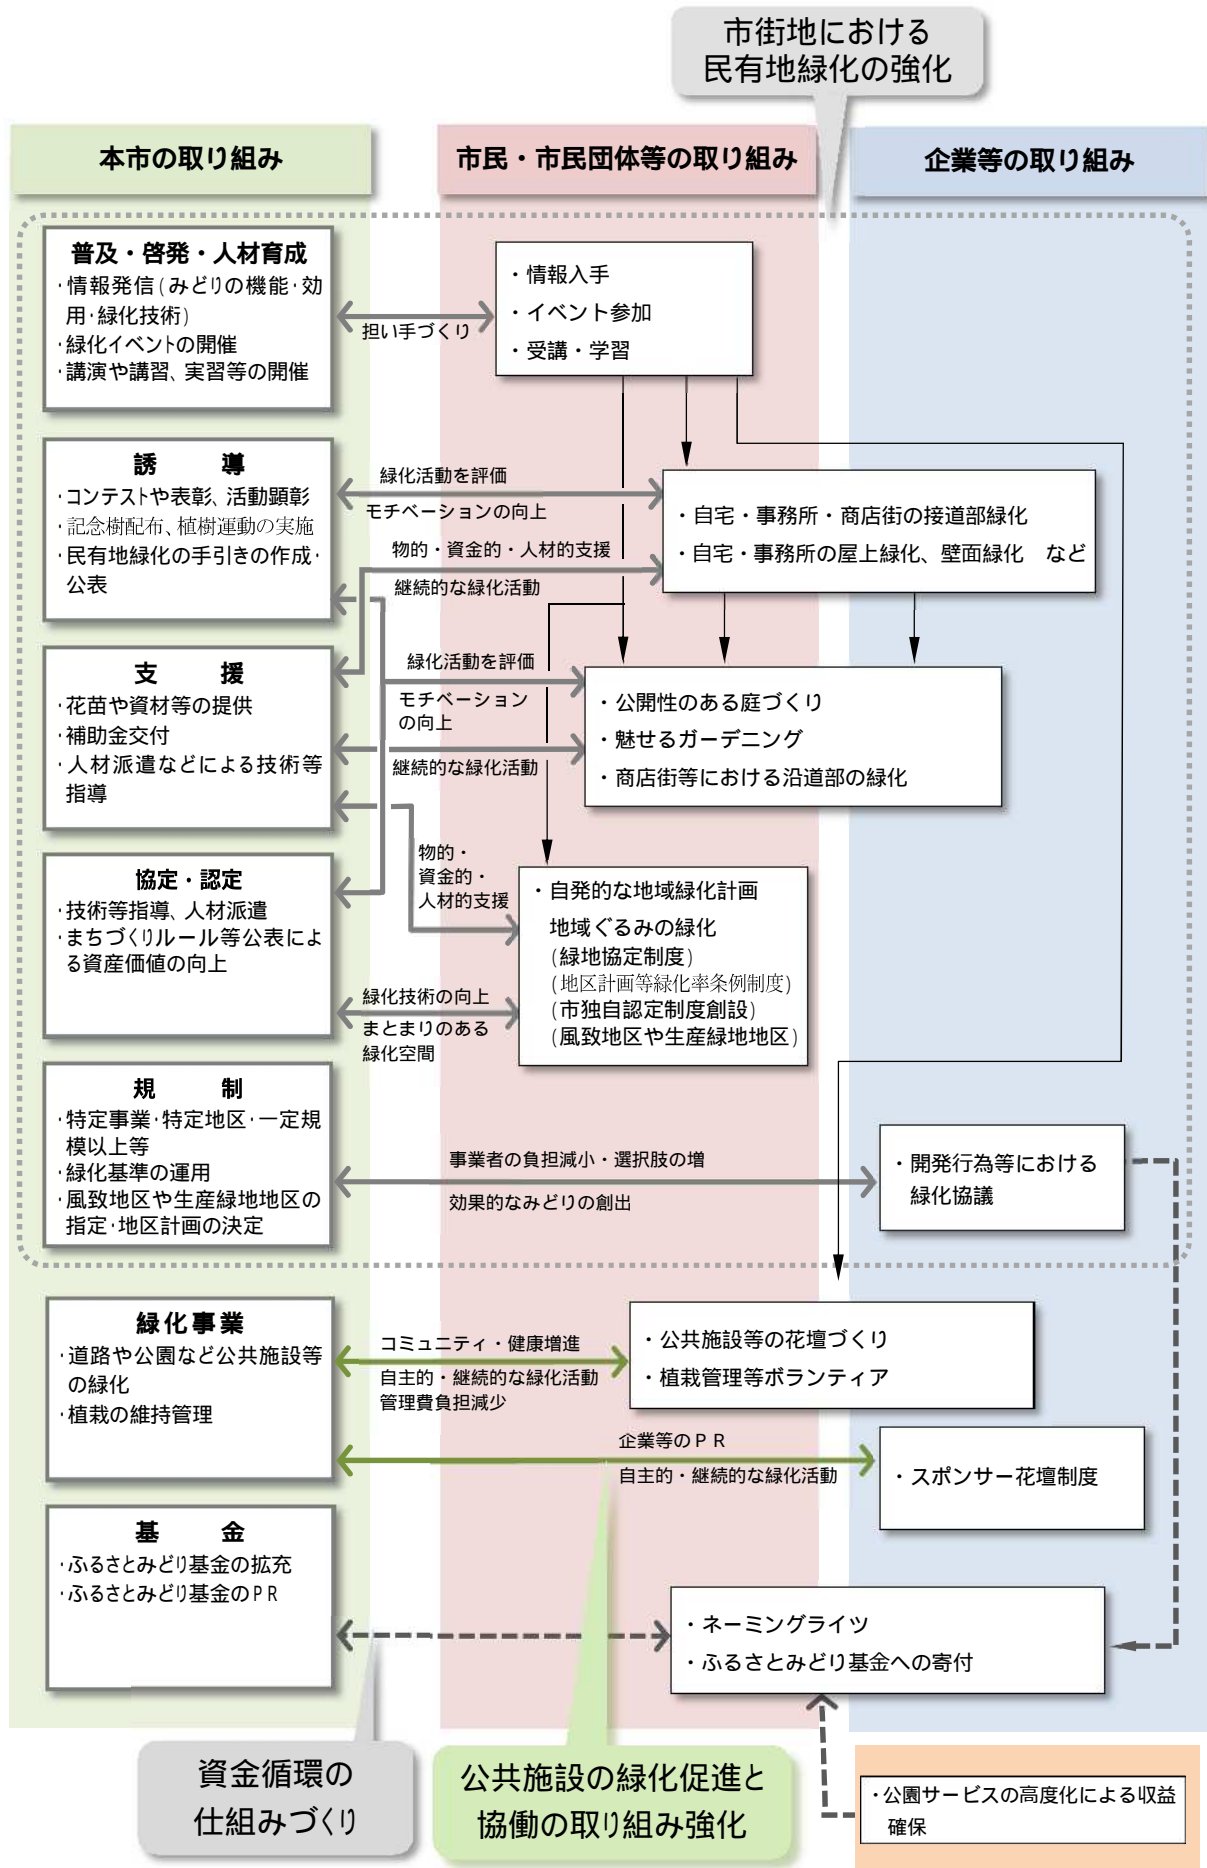 市街地における
民有地緑化の強化
本市の取り組み
市民・市民団体等の取り組み
企業等の取り組み
普及・啓発・人材育成
・情報発信(みどりの機能・効
用・緑化技術)
・緑化イベントの開催
・講演や講習、実習等の開催
担い手づくり
・情報入手
・イベント参加
・受講・学習
誘　導
・コンテストや表彰、活動顕彰
・記念樹配布、植樹運動の実施
・民有地緑化の手引きの作成・
公表
緑化活動を評価
モチベーションの向上
物的・資金的・人材的支援
継続的な緑化活動
・自宅・事務所・商店街の接道部緑化
・自宅・事務所の屋上緑化、壁面緑化　など
支　援
・花苗や資材等の提供
・補助金交付
・人材派遣などによる技術等
指導
緑化活動を評価
モチベーション
の向上
継続的な緑化活動
・公開性のある庭づくり
・魅せるガーデニング
・商店街等における沿道部の緑化
物的・
資金的・
人材的支援
協定・認定
・技術等指導、人材派遣
・まちづくりルール等公表によ
る資産価値の向上
緑化技術の向上
まとまりのある
緑化空間
・自発的な地域緑化計画
地域ぐるみの緑化
(緑地協定制度)
(地区計画等緑化率条例制度)
(市独自認定制度創設)
(風致地区や生産緑地地区)
規　制
・特定事業・特定地区・一定規
模以上等
・緑化基準の運用
・風致地区や生産緑地地区の
指定・地区計画の決定
事業者の負担減小・選択肢の増
効果的なみどりの創出
・開発行為等における
緑化協議
緑化事業
・道路や公園など公共施設等
の緑化
・植栽の維持管理
コミュニティ・健康増進
自主的・継続的な緑化活動
管理費負担減少
・公共施設等の花壇づくり
・植栽管理等ボランティア
企業等のPR
自主的・継続的な緑化活動
・スポンサー花壇制度
基　金
・ふるさとみどり基金の拡充
・ふるさとみどり基金のPR
・ネーミングライツ
・ふるさとみどり基金への寄付
資金循環の
仕組みづくり
公共施設の緑化促進と
協働の取り組み強化
・公園サービスの高度化による収益
確保